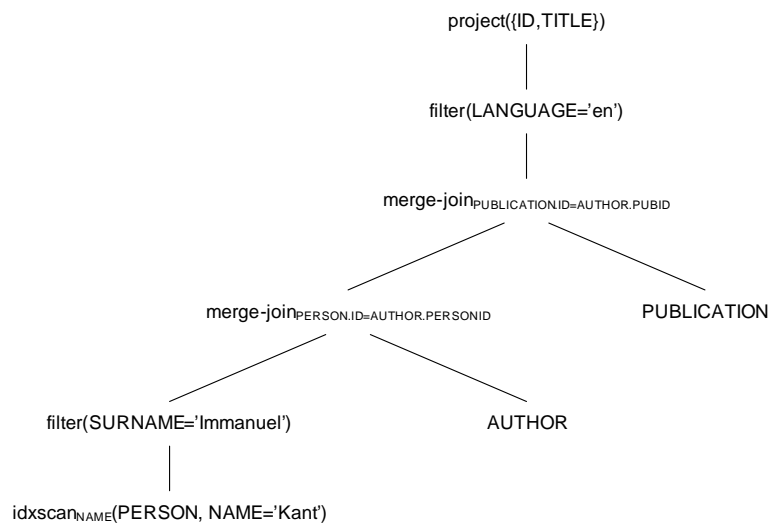 project({ID,TITLE})
filter(LANGUAGE='en')
merge-joinPUBLICATION.ID=AUTHOR.PUBID
merge-joinPERSON.ID=AUTHOR.PERSONID
PUBLICATION
filter(SURNAME='Immanuel')
AUTHOR
idxscanNAME(PERSON, NAME='Kant')